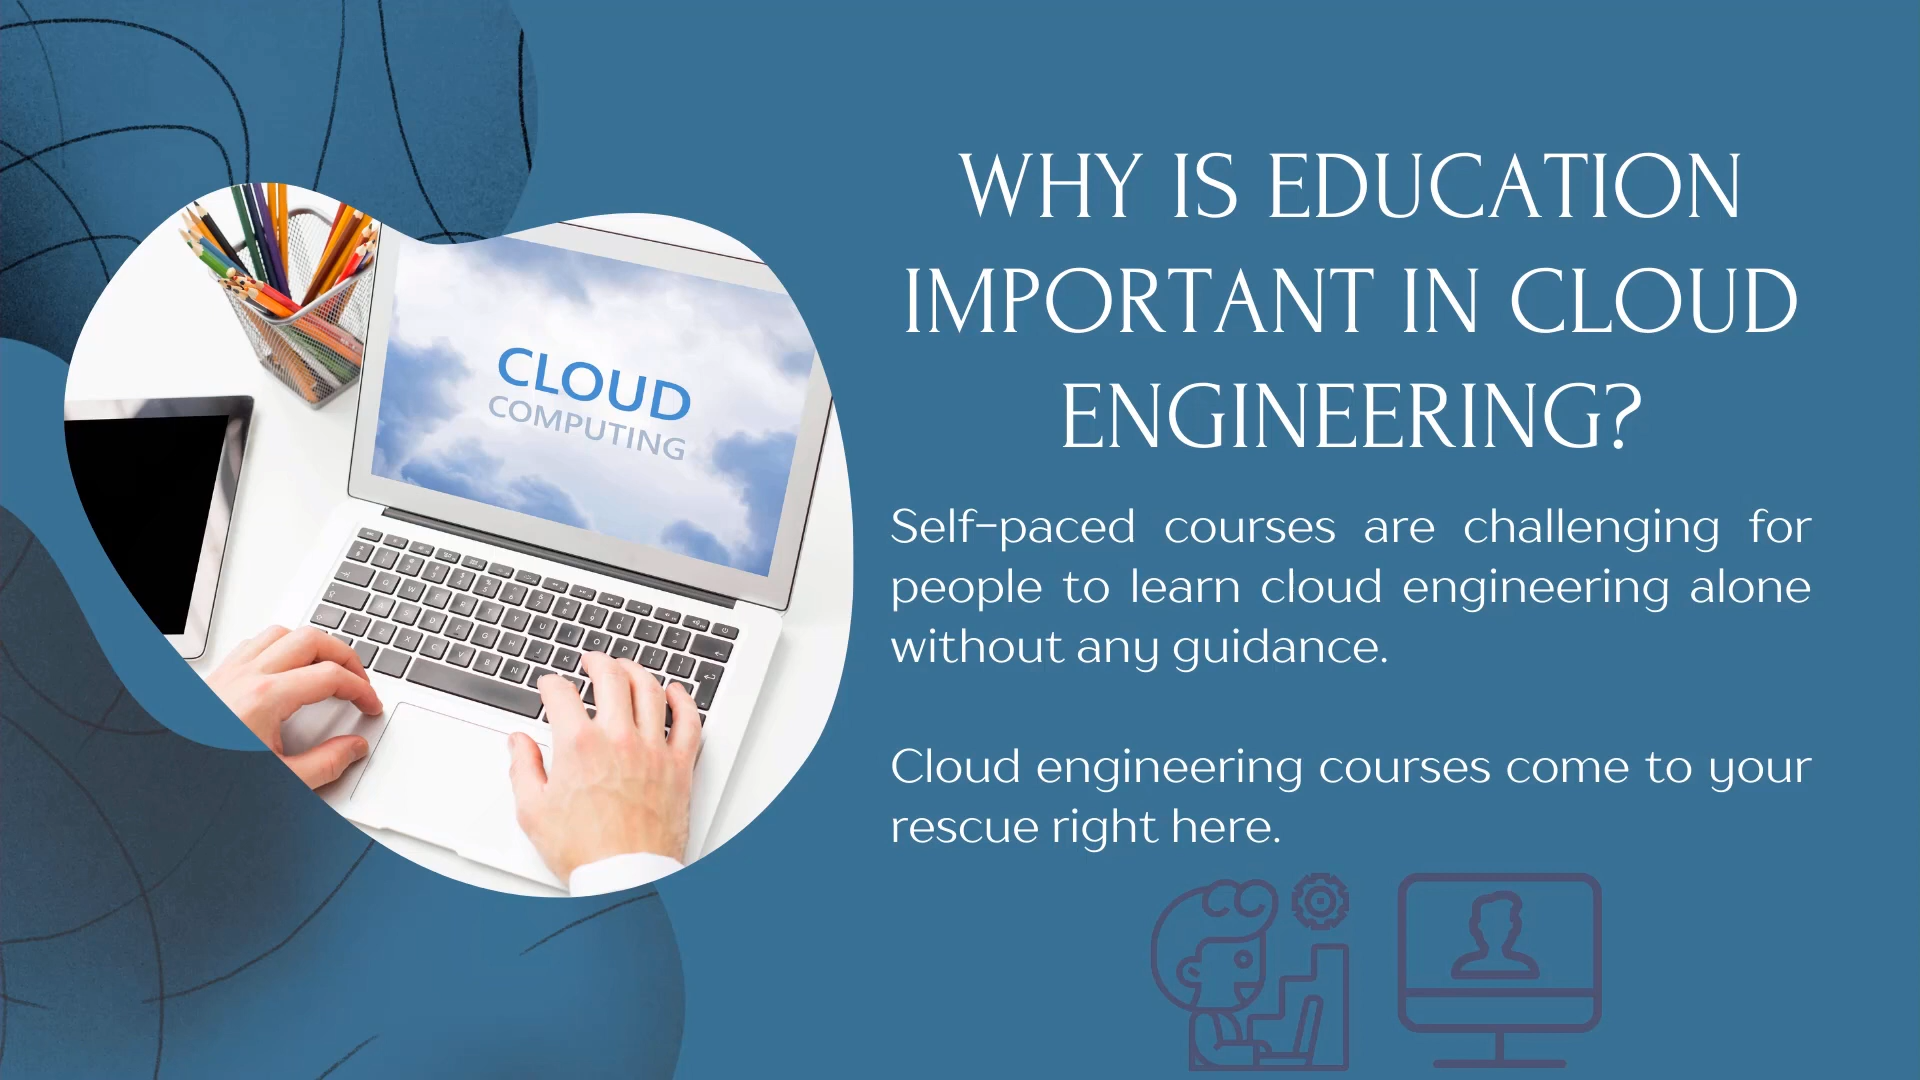 WHY IS EDUCATION
IMPORTANT IN CLOUD
ENGINEERING?
Self-paced courses are challenging for
people to learn cloud engineering alone
without any guidance.
Cloud engineering courses come to your
rescue right here.
CLOUD
COMPUTING